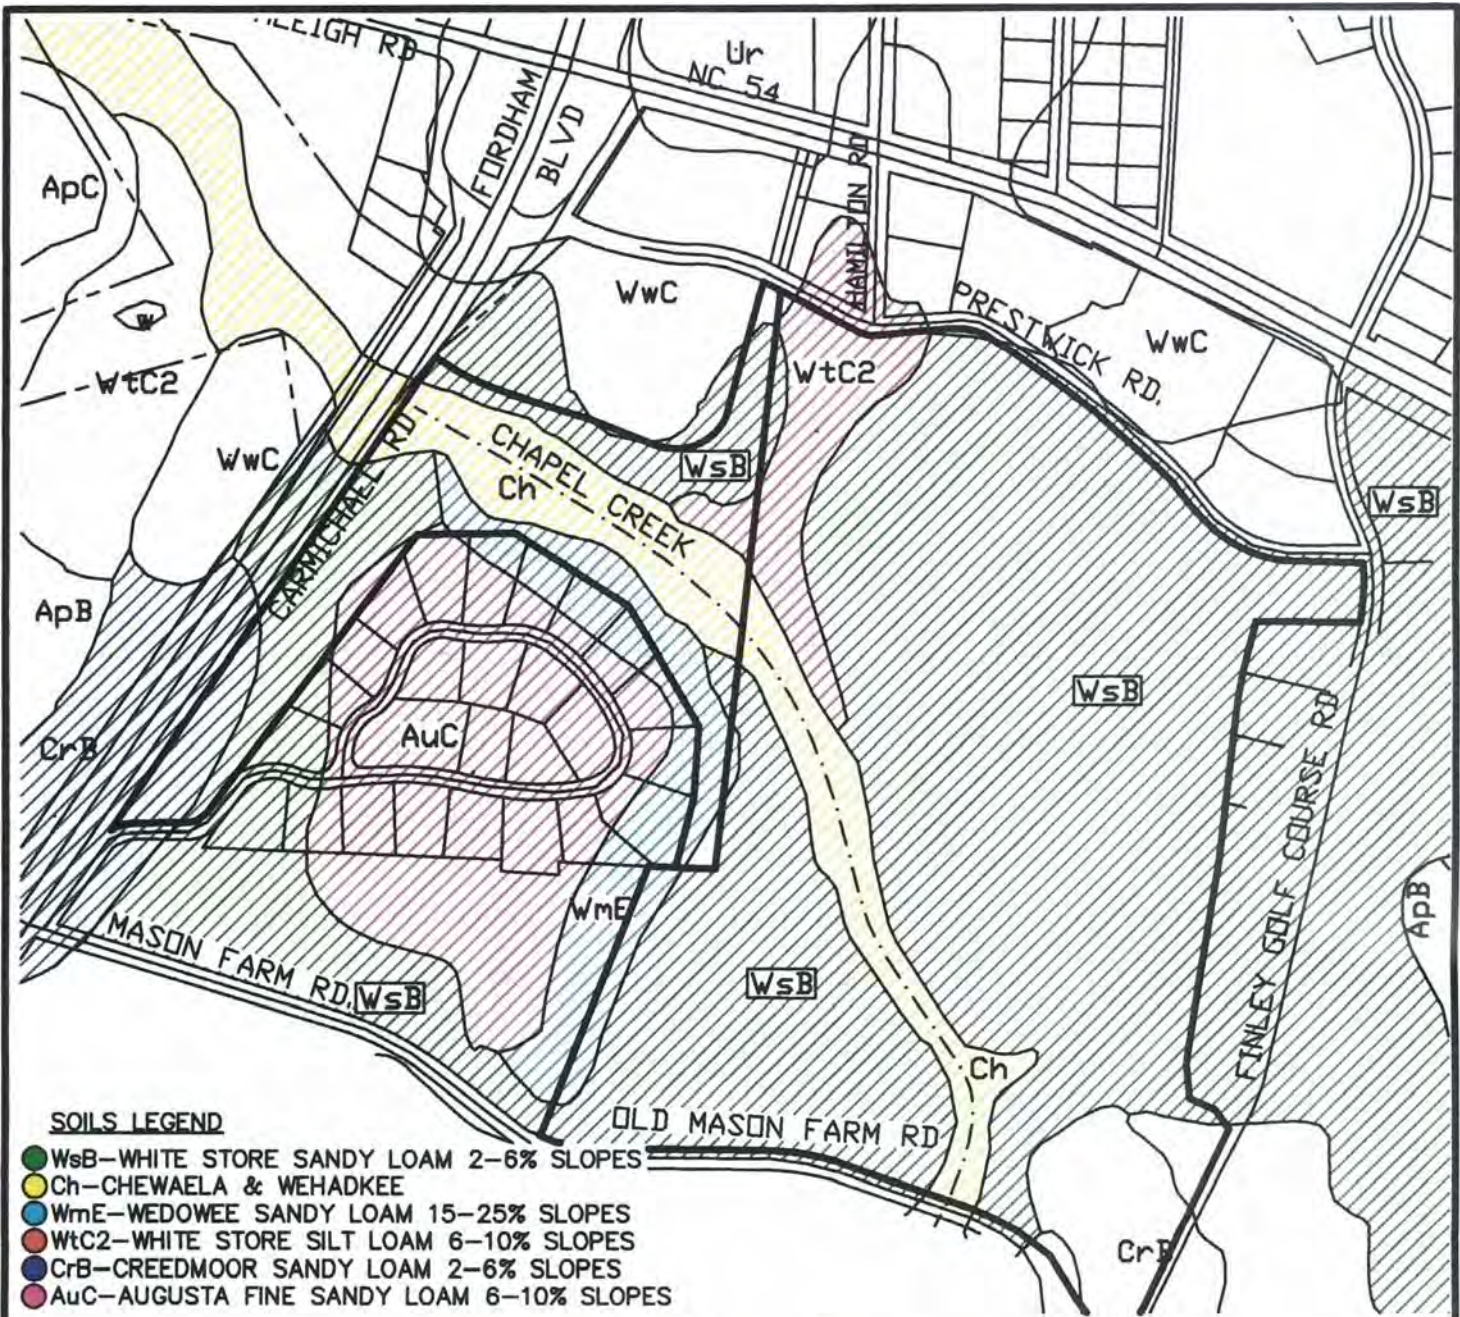 RALEIGH RD
Ur
NC 54
FORDHAM
BLVD
HAMILTON RD
ApC
WwC
PRESTWICK RD.
WwC
W
WtC2
WtC2
WwC
CARMICHAEL RD
CHAPEL CREEK
Ch
WsB
WsB
ApB
WsB
CrB
AuC
FINLEY GOLF COURSE RD
WmE
ApB
MASON FARM RD.
WsB
WsB
Ch
OLD MASON FARM RD
CrB
SOILS LEGEND
WsB-WHITE STORE SANDY LOAM 2-6% SLOPES
Ch-CHEWAELA & WEHADKEE
WmE-WEDOWEE SANDY LOAM 15-25% SLOPES
WtC2-WHITE STORE SILT LOAM 6-10% SLOPES
CrB-CREEDMOOR SANDY LOAM 2-6% SLOPES
AuC-AUGUSTA FINE SANDY LOAM 6-10% SLOPES